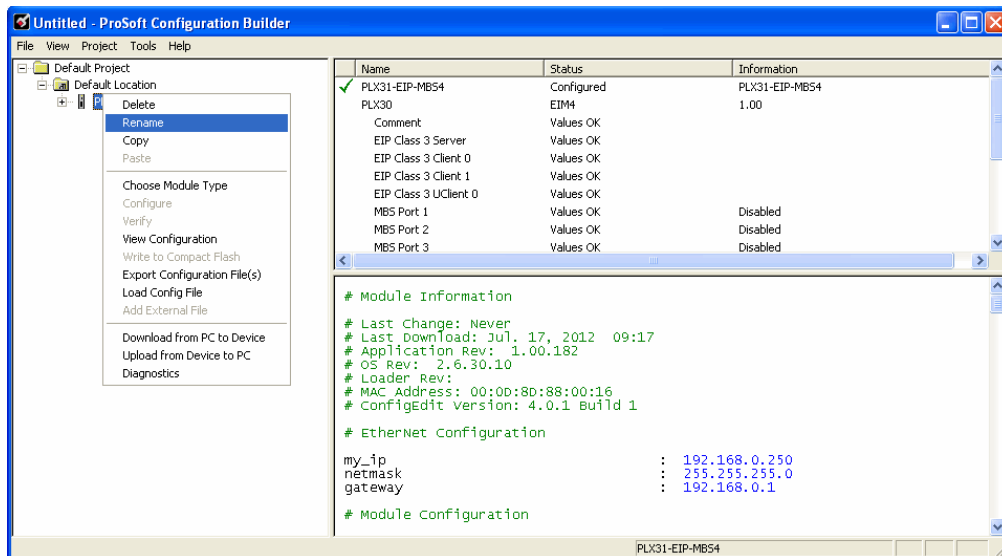 Untitled - ProSoft Configuration Builder
File View Project Tools Help
Default Project
Default Location
Delete
Rename
Copy
Paste
Choose Module Type
Configure
Verify
View Configuration
Write to Compact Flash
Export Configuration File(s)
Load Config File
Add External File
Download from PC to Device
Upload from Device to PC
Diagnostics
Name Status Information
PLX31-EIP-MBS4 Configured PLX31-EIP-MBS4
PLX30 EIM4 1.00
Comment Values OK
EIP Class 3 Server Values OK
EIP Class 3 Client 0 Values OK
EIP Class 3 Client 1 Values OK
EIP Class 3 UClient 0 Values OK
MBS Port 1 Values OK Disabled
MBS Port 2 Values OK Disabled
MBS Port 3 Values OK Disabled
# Module Information
# Last Change: Never
# Last Download: Jul. 17, 2012 09:17
# Application Rev: 1.00.182
# OS Rev: 2.6.30.10
# Loader Rev:
# MAC Address: 00:0D:8D:88:00:16
# ConfigEdit Version: 4.0.1 Build 1
# EtherNet Configuration
my_ip : 192.168.0.250
netmask : 255.255.255.0
gateway : 192.168.0.1
# Module Configuration
PLX31-EIP-MBS4